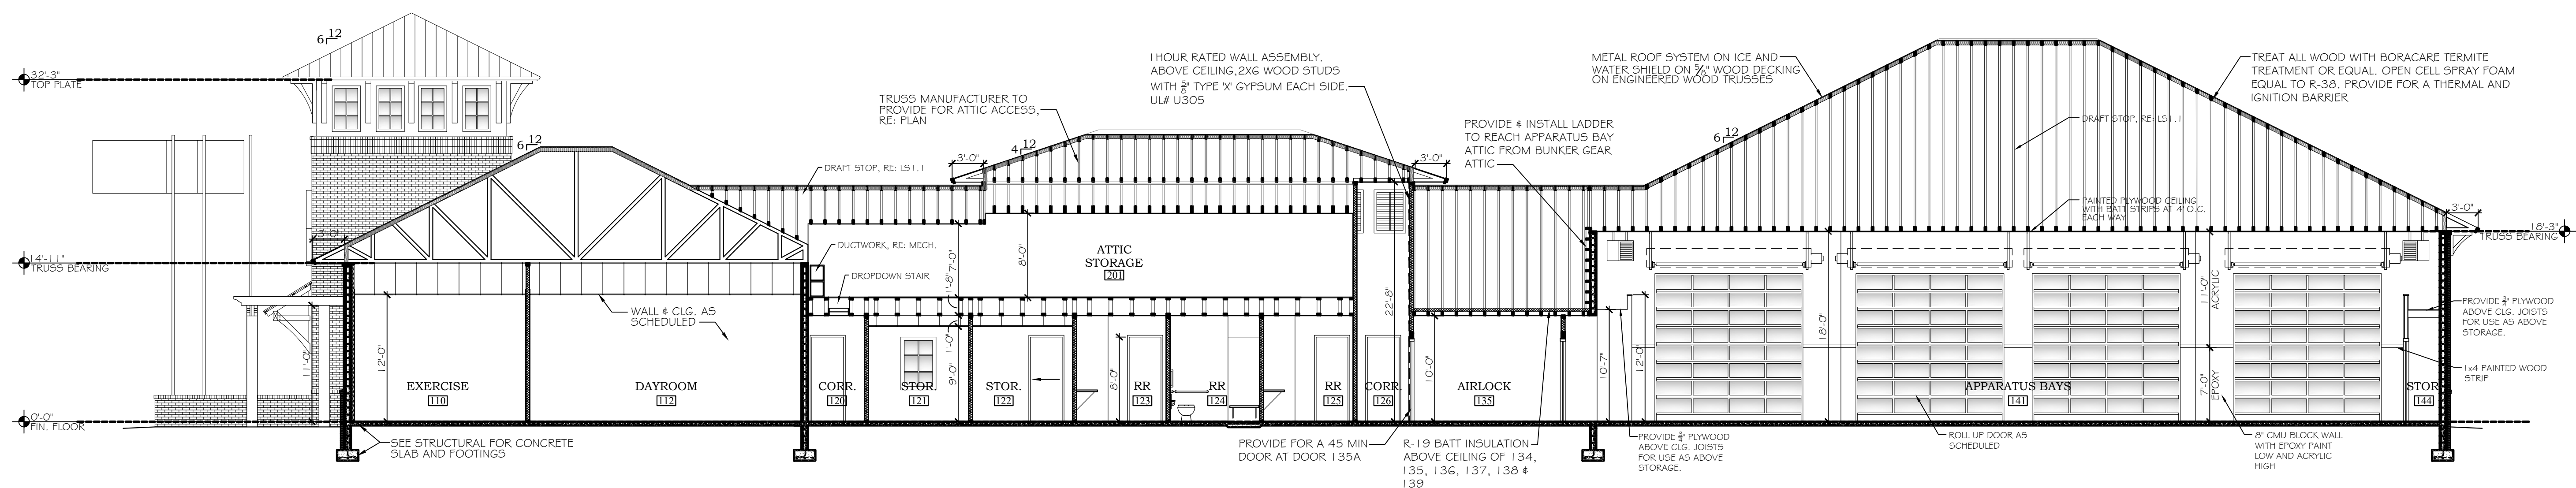 6 12
32'-3"
TOP PLATE
1 HOUR RATED WALL ASSEMBLY.
ABOVE CEILING,2X6 WOOD STUDS
WITH 5/8" TYPE 'X' GYPSUM EACH SIDE.
UL# U305
METAL ROOF SYSTEM ON ICE AND
WATER SHIELD ON 5/8" WOOD DECKING
ON ENGINEERED WOOD TRUSSES
TREAT ALL WOOD WITH BORACARE TERMITE
TREATMENT OR EQUAL. OPEN CELL SPRAY FOAM
EQUAL TO R-38. PROVIDE FOR A THERMAL AND
IGNITION BARRIER
TRUSS MANUFACTURER TO
PROVIDE FOR ATTIC ACCESS,
RE: PLAN
PROVIDE & INSTALL LADDER
TO REACH APPARATUS BAY
ATTIC FROM BUNKER GEAR
ATTIC
DRAFT STOP, RE: LS1.1
6 12
6 12
4 12
3'-0"
3'-0"
DRAFT STOP, RE: LS1.1
PAINTED PLYWOOD CEILING
WITH BATT STRIPS AT 4' O.C.
EACH WAY
3'-0"
18'-3"
TRUSS BEARING
3'-0"
14'-11"
TRUSS BEARING
DUCTWORK, RE: MECH.
DROPDOWN STAIR
7'-0"
1'-8"
8'-0"
ATTIC
STORAGE
201
22'-8"
WALL & CLG. AS
SCHEDULED
11'-0"
ACRYLIC
18'-0"
PROVIDE 3/4" PLYWOOD
ABOVE CLG. JOISTS
FOR USE AS ABOVE
STORAGE.
11'-0"
12'-0"
1'-0"
9'-0"
8'-0"
10'-0"
10'-7"
12'-0"
7'-0"
EPOXY
1x4 PAINTED WOOD
STRIP
EXERCISE
110
DAYROOM
112
CORR.
120
STOR.
121
STOR.
122
RR
123
RR
124
RR
125
CORR.
126
AIRLOCK
135
APPARATUS BAYS
141
STOR.
144
0'-0"
FIN. FLOOR
SEE STRUCTURAL FOR CONCRETE
SLAB AND FOOTINGS
PROVIDE FOR A 45 MIN
DOOR AT DOOR 135A
R-19 BATT INSULATION
ABOVE CEILING OF 134,
135, 136, 137, 138 &
139
PROVIDE 3/4" PLYWOOD
ABOVE CLG. JOISTS
FOR USE AS ABOVE
STORAGE.
ROLL UP DOOR AS
SCHEDULED
8" CMU BLOCK WALL
WITH EPOXY PAINT
LOW AND ACRYLIC
HIGH